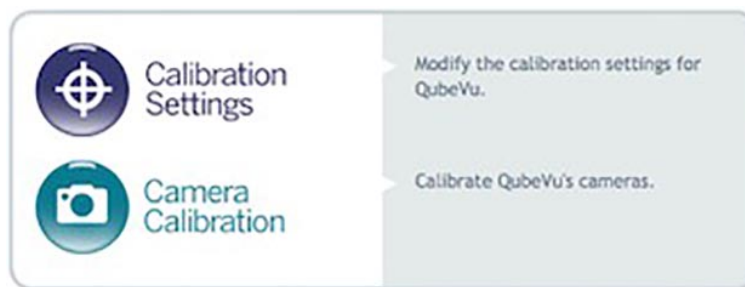 Calibration
Settings
Modify the calibration settings for
QubeVu.
Camera
Calibration
Calibrate QubeVu's cameras.